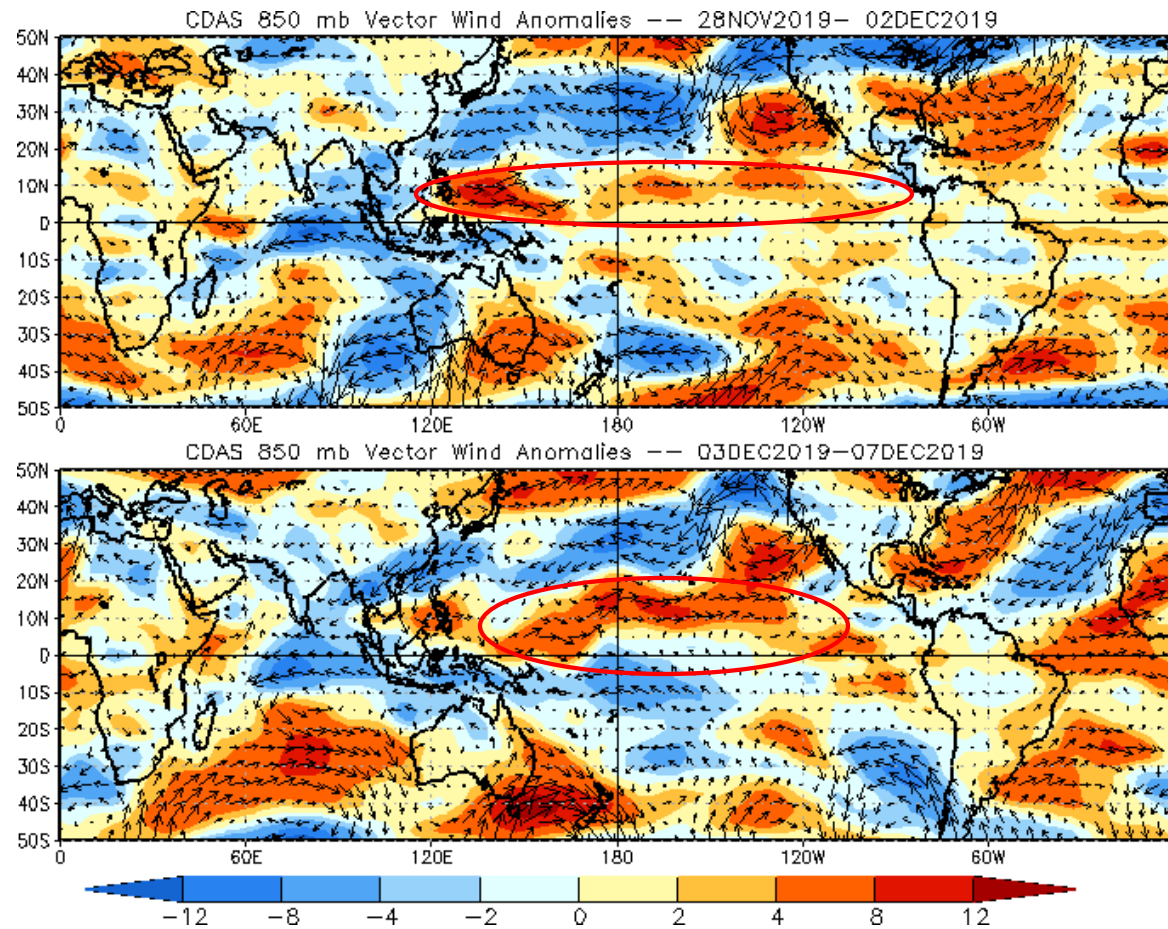 CDAS 850 mb Vector Wind Anomalies -- 28NOV2019- 02DEC2019
50N
40N
30N
20N
10N
0
10S
20S
30S
40S
50S
0 60E 120E 180 120W 60W
CDAS 850 mb Vector Wind Anomalies -- 03DEC2019-07DEC2019
50N
40N
30N
20N
10N
0
10S
20S
30S
40S
50S
0 60E 120E 180 120W 60W
-12 -8 -4 -2 0 2 4 8 12